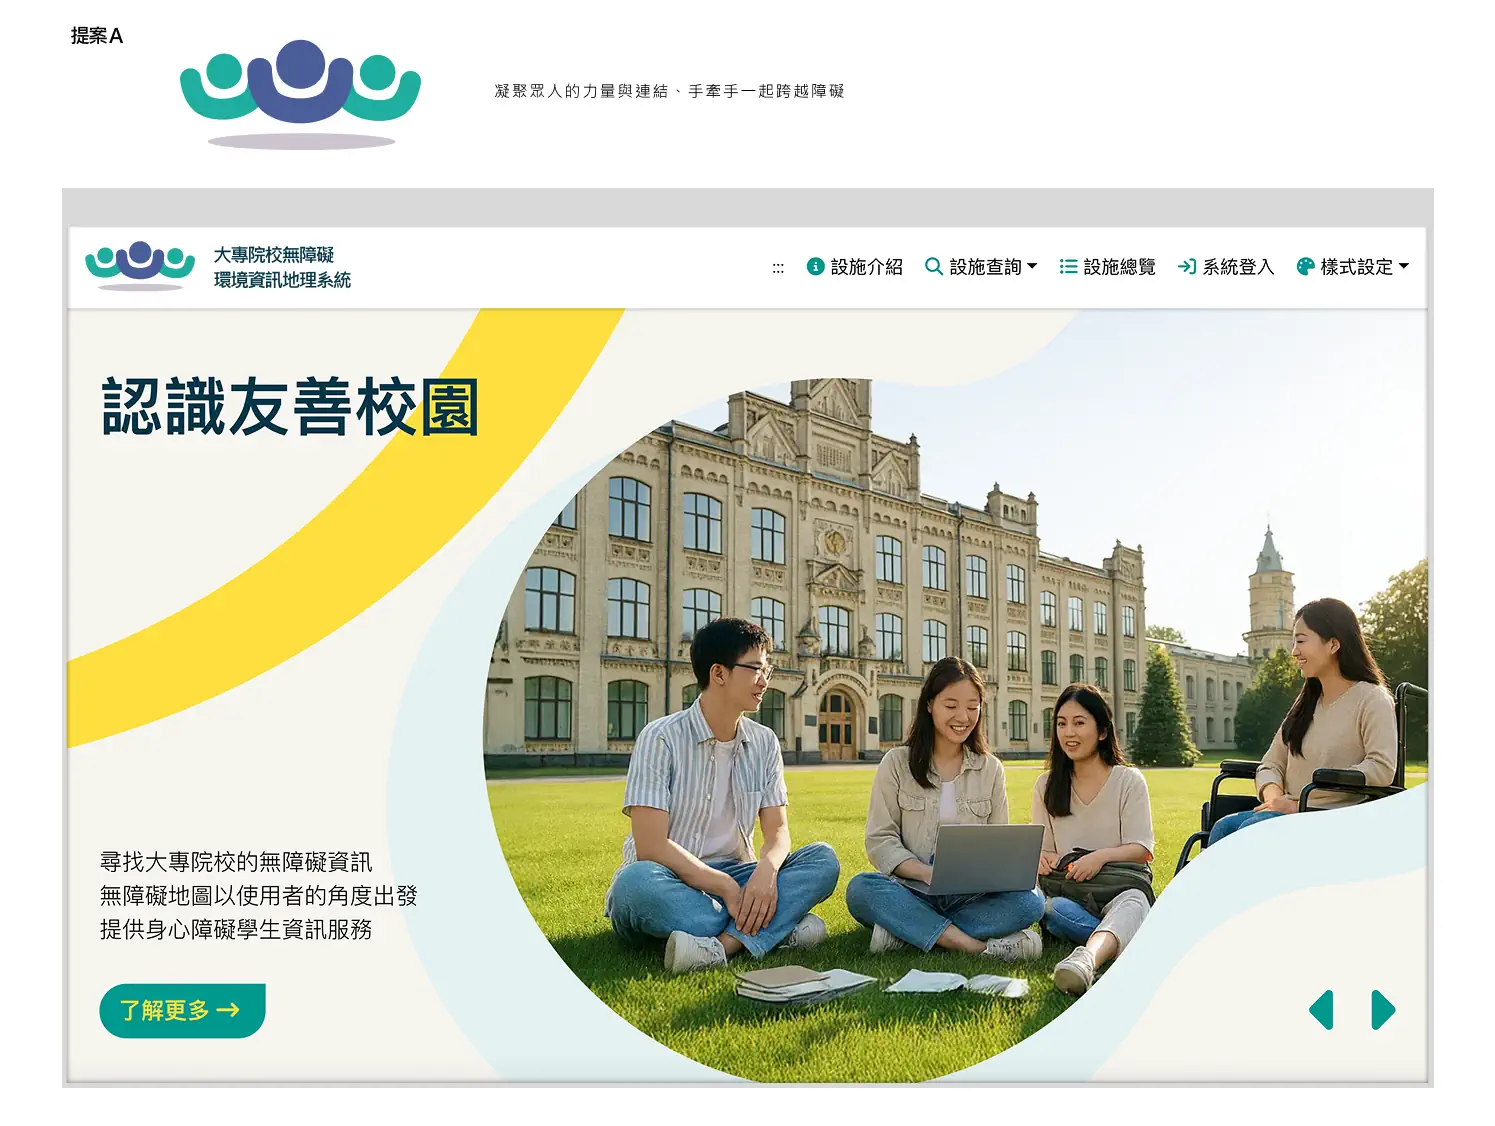 提案A
凝聚眾人的力量與連結、手牽手一起跨越障礙
大專院校無障礙
環境資訊地理系統
::: 設施介紹 設施查詢 設施總覽 系統登入 樣式設定
認識友善校園
尋找大專院校的無障礙資訊
無障礙地圖以使用者的角度出發
提供身心障礙學生資訊服務
了解更多→